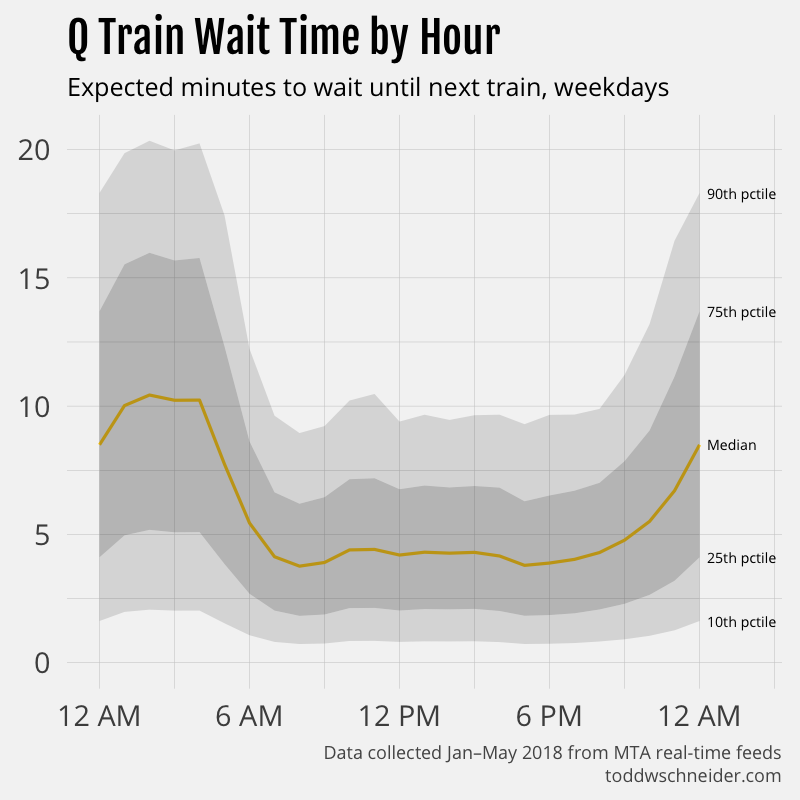 Q Train Wait Time by Hour
Expected minutes to wait until next train, weekdays
20
90th pctile
15
75th pctile
10
Median
5
25th pctile
10th pctile
0
12 AM 6 AM 12 PM 6 PM 12 AM
Data collected Jan–May 2018 from MTA real-time feeds
toddwschneider.com